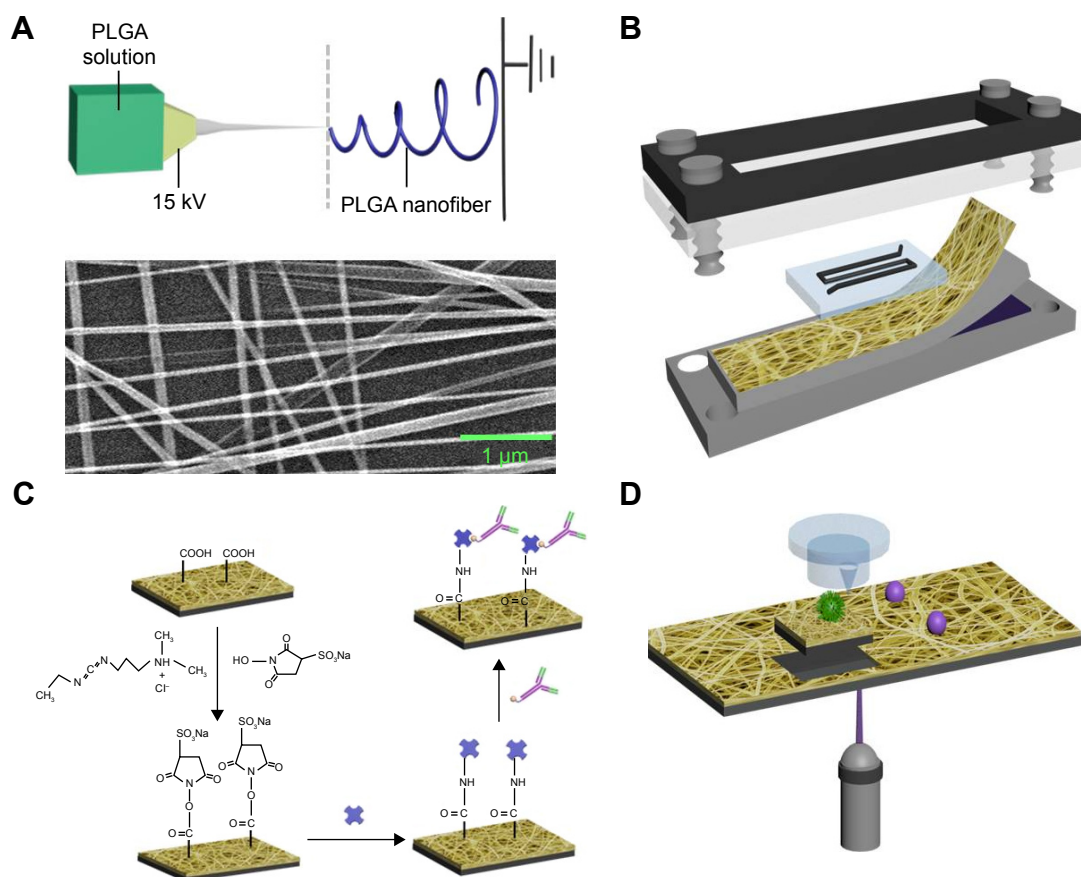 A
PLGA
solution
15 kV
PLGA nanofiber
1 µm
B
C
COOH
COOH
N
N
CH₃
NH
CH₃
CH₃
+
Cl⁻
HO
N
O
O
SO₃Na
SO₃Na
SO₃Na
O
N
O
O
N
O
O
O
C
O
C
O
NH
NH
O
C
O
C
NH
NH
O=C
O=C
D